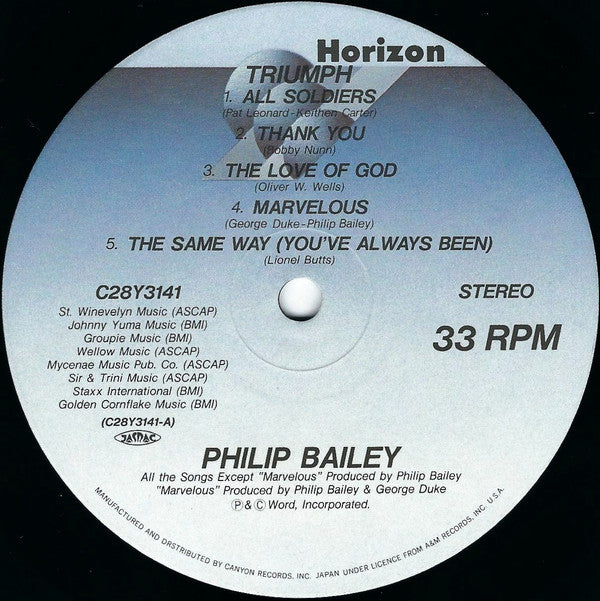 Horizon
TRIUMPH
1. ALL SOLDIERS
(Pat Leonard-Keithen Carter)
2. THANK YOU
(Bobby Nunn)
3. THE LOVE OF GOD
(Oliver W. Wells)
4. MARVELOUS
(George Duke-Philip Bailey)
5. THE SAME WAY (YOU'VE ALWAYS BEEN)
(Lionel Butts)
C28Y3141
STEREO
33 RPM
St. Winevelyn Music (ASCAP)
Johnny Yuma Music (BMI)
Groupie Music (BMI)
Wellow Music (ASCAP)
Mycenae Music Pub. Co. (ASCAP)
Sir & Trini Music (ASCAP)
Staxx International (BMI)
Golden Cornflake Music (BMI)
(C28Y3141-A)
JASRAC
PHILIP BAILEY
All the Songs Except "Marvelous" Produced by Philip Bailey
"Marvelous" Produced by Philip Bailey & George Duke
Ⓟ & Ⓒ Word, Incorporated.
MANUFACTURED AND DRSTRIBUTED BY CANYON RECORDS, INC. JAPAN UNDER LICENCE FROM A&M RECORDS, INC. U.S.A.